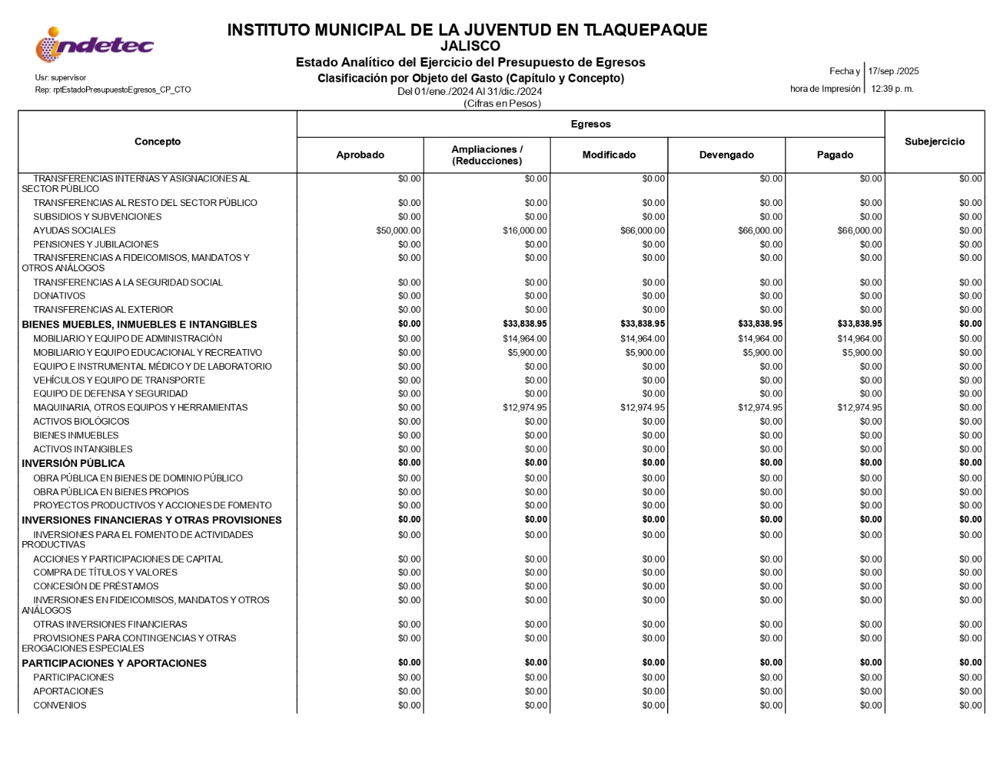 indetec
INSTITUTO MUNICIPAL DE LA JUVENTUD EN TLAQUEPAQUE
JALISCO
Estado Analítico del Ejercicio del Presupuesto de Egresos
Clasificación por Objeto del Gasto (Capítulo y Concepto)
Del 01/ene./2024 Al 31/dic./2024
(Cifras en Pesos)
Usr: supervisor
Rep: rptEstadoPresupuestoEgresos_CP_CTO
Fecha y 17/sep./2025
hora de Impresión 12:39 p. m.
Concepto Egresos Subejercicio
Aprobado Ampliaciones / (Reducciones) Modificado Devengado Pagado
TRANSFERENCIAS INTERNAS Y ASIGNACIONES AL $0.00 $0.00 $0.00 $0.00 $0.00 $0.00
SECTOR PÚBLICO
TRANSFERENCIAS AL RESTO DEL SECTOR PÚBLICO $0.00 $0.00 $0.00 $0.00 $0.00 $0.00
SUBSIDIOS Y SUBVENCIONES $0.00 $0.00 $0.00 $0.00 $0.00 $0.00
AYUDAS SOCIALES $50,000.00 $16,000.00 $66,000.00 $66,000.00 $66,000.00 $0.00
PENSIONES Y JUBILACIONES $0.00 $0.00 $0.00 $0.00 $0.00 $0.00
TRANSFERENCIAS A FIDEICOMISOS, MANDATOS Y $0.00 $0.00 $0.00 $0.00 $0.00 $0.00
OTROS ANÁLOGOS
TRANSFERENCIAS A LA SEGURIDAD SOCIAL $0.00 $0.00 $0.00 $0.00 $0.00 $0.00
DONATIVOS $0.00 $0.00 $0.00 $0.00 $0.00 $0.00
TRANSFERENCIAS AL EXTERIOR $0.00 $0.00 $0.00 $0.00 $0.00 $0.00
BIENES MUEBLES, INMUEBLES E INTANGIBLES $0.00 $33,838.95 $33,838.95 $33,838.95 $33,838.95 $0.00
MOBILIARIO Y EQUIPO DE ADMINISTRACIÓN $0.00 $14,964.00 $14,964.00 $14,964.00 $14,964.00 $0.00
MOBILIARIO Y EQUIPO EDUCACIONAL Y RECREATIVO $0.00 $5,900.00 $5,900.00 $5,900.00 $5,900.00 $0.00
EQUIPO E INSTRUMENTAL MÉDICO Y DE LABORATORIO $0.00 $0.00 $0.00 $0.00 $0.00 $0.00
VEHÍCULOS Y EQUIPO DE TRANSPORTE $0.00 $0.00 $0.00 $0.00 $0.00 $0.00
EQUIPO DE DEFENSA Y SEGURIDAD $0.00 $0.00 $0.00 $0.00 $0.00 $0.00
MAQUINARIA, OTROS EQUIPOS Y HERRAMIENTAS $0.00 $12,974.95 $12,974.95 $12,974.95 $12,974.95 $0.00
ACTIVOS BIOLÓGICOS $0.00 $0.00 $0.00 $0.00 $0.00 $0.00
BIENES INMUEBLES $0.00 $0.00 $0.00 $0.00 $0.00 $0.00
ACTIVOS INTANGIBLES $0.00 $0.00 $0.00 $0.00 $0.00 $0.00
INVERSIÓN PÚBLICA $0.00 $0.00 $0.00 $0.00 $0.00 $0.00
OBRA PÚBLICA EN BIENES DE DOMINIO PÚBLICO $0.00 $0.00 $0.00 $0.00 $0.00 $0.00
OBRA PÚBLICA EN BIENES PROPIOS $0.00 $0.00 $0.00 $0.00 $0.00 $0.00
PROYECTOS PRODUCTIVOS Y ACCIONES DE FOMENTO $0.00 $0.00 $0.00 $0.00 $0.00 $0.00
INVERSIONES FINANCIERAS Y OTRAS PROVISIONES $0.00 $0.00 $0.00 $0.00 $0.00 $0.00
INVERSIONES PARA EL FOMENTO DE ACTIVIDADES $0.00 $0.00 $0.00 $0.00 $0.00 $0.00
PRODUCTIVAS
ACCIONES Y PARTICIPACIONES DE CAPITAL $0.00 $0.00 $0.00 $0.00 $0.00 $0.00
COMPRA DE TÍTULOS Y VALORES $0.00 $0.00 $0.00 $0.00 $0.00 $0.00
CONCESIÓN DE PRÉSTAMOS $0.00 $0.00 $0.00 $0.00 $0.00 $0.00
INVERSIONES EN FIDEICOMISOS, MANDATOS Y OTROS $0.00 $0.00 $0.00 $0.00 $0.00 $0.00
ANÁLOGOS
OTRAS INVERSIONES FINANCIERAS $0.00 $0.00 $0.00 $0.00 $0.00 $0.00
PROVISIONES PARA CONTINGENCIAS Y OTRAS $0.00 $0.00 $0.00 $0.00 $0.00 $0.00
EROGACIONES ESPECIALES
PARTICIPACIONES Y APORTACIONES $0.00 $0.00 $0.00 $0.00 $0.00 $0.00
PARTICIPACIONES $0.00 $0.00 $0.00 $0.00 $0.00 $0.00
APORTACIONES $0.00 $0.00 $0.00 $0.00 $0.00 $0.00
CONVENIOS $0.00 $0.00 $0.00 $0.00 $0.00 $0.00